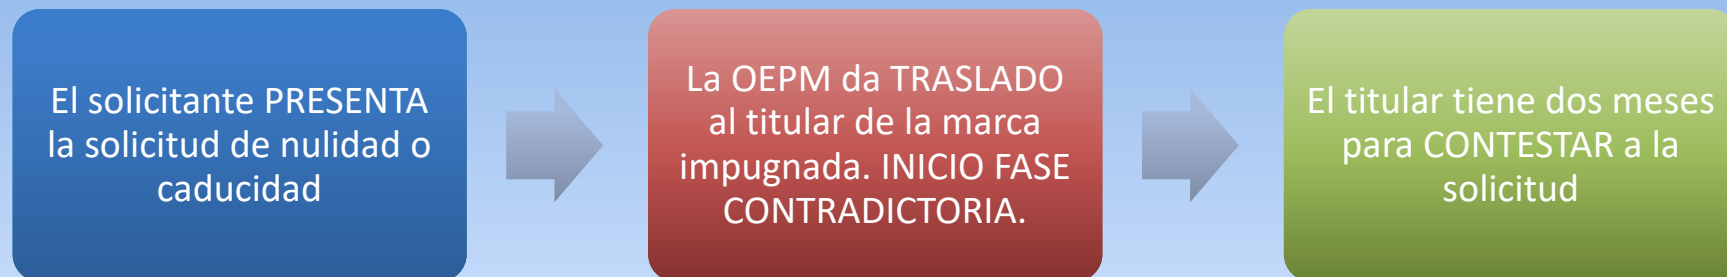 El solicitante PRESENTA
la solicitud de nulidad o
caducidad
La OEPM da TRASLADO
al titular de la marca
impugnada. INICIO FASE
CONTRADICTORIA.
El titular tiene dos meses
para CONTESTAR a la
solicitud